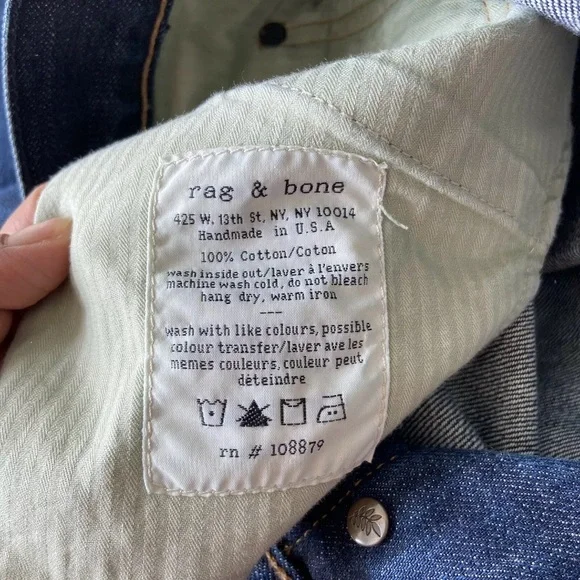 rag & bone
425 W. 13th St, NY, NY 10014
Handmade in U.S.A
100% Cotton/Coton
wash inside out/laver à l'envers
machine wash cold, do not bleach
hang dry, warm iron
---
wash with like colours, possible
colour transfer/laver ave les
memes couleurs, couleur peut
déteindre
rn # 108879